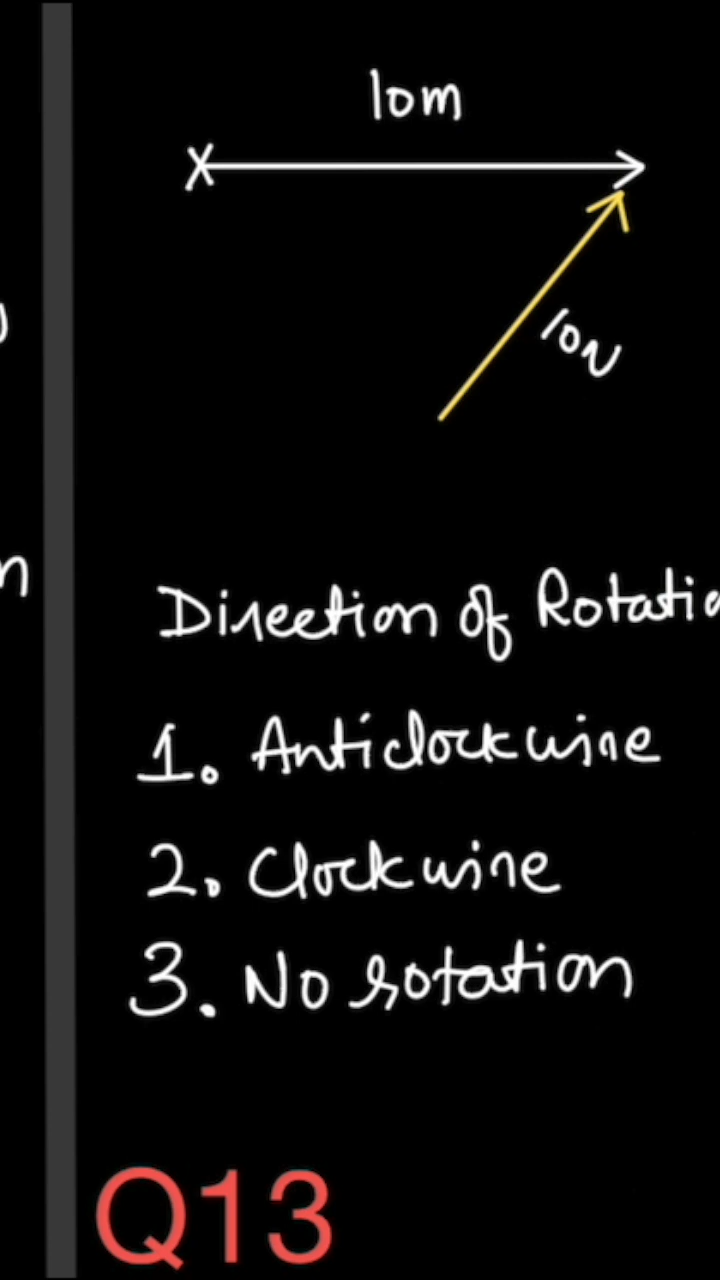 10m
X
10N
Direction of Rotatio
1. Anticlockwise
2. Clockwise
3. No rotation
Q13